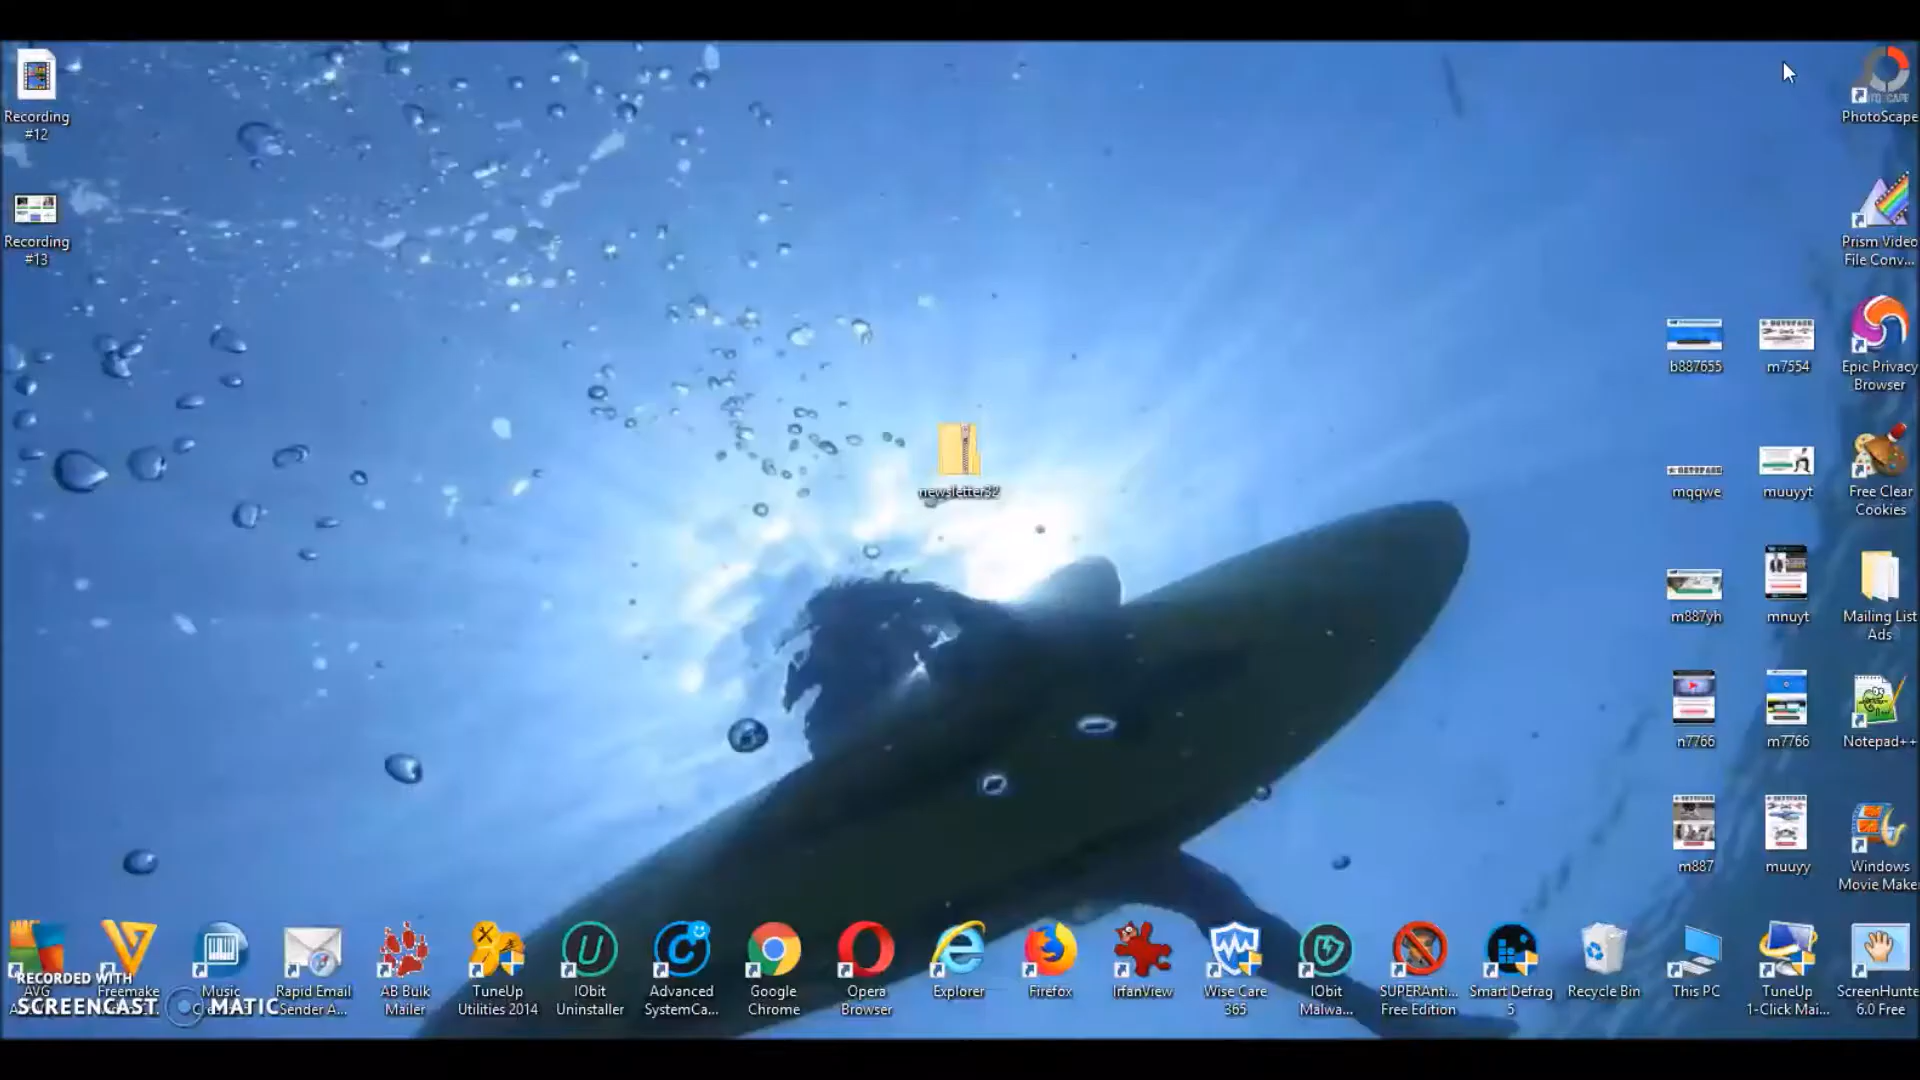 Recording
#12
Recording
#13
newsletter32
PhotoScape
Prism Video
File Conv...
b887655
m7554
Epic Privacy
Browser
mqqwe
muuyyt
Free Clear
Cookies
m887yh
mnuyt
Mailing List
Ads
n7766
m7766
Notepad++
m887
muuyy
Windows
Movie Maker
AVG
Freemake
Music
Rapid Email
Sender A...
AB Bulk
Mailer
TuneUp
Utilities 2014
IObit
Uninstaller
Advanced
SystemCa...
Google
Chrome
Opera
Browser
Explorer
Firefox
IrfanView
Wise Care
365
IObit
Malwa...
SUPERAnti...
Free Edition
Smart Defrag
5
Recycle Bin
This PC
TuneUp
1-Click Mai...
ScreenHunte
6.0 Free
RECORDED WITH
SCREENCAST MATIC